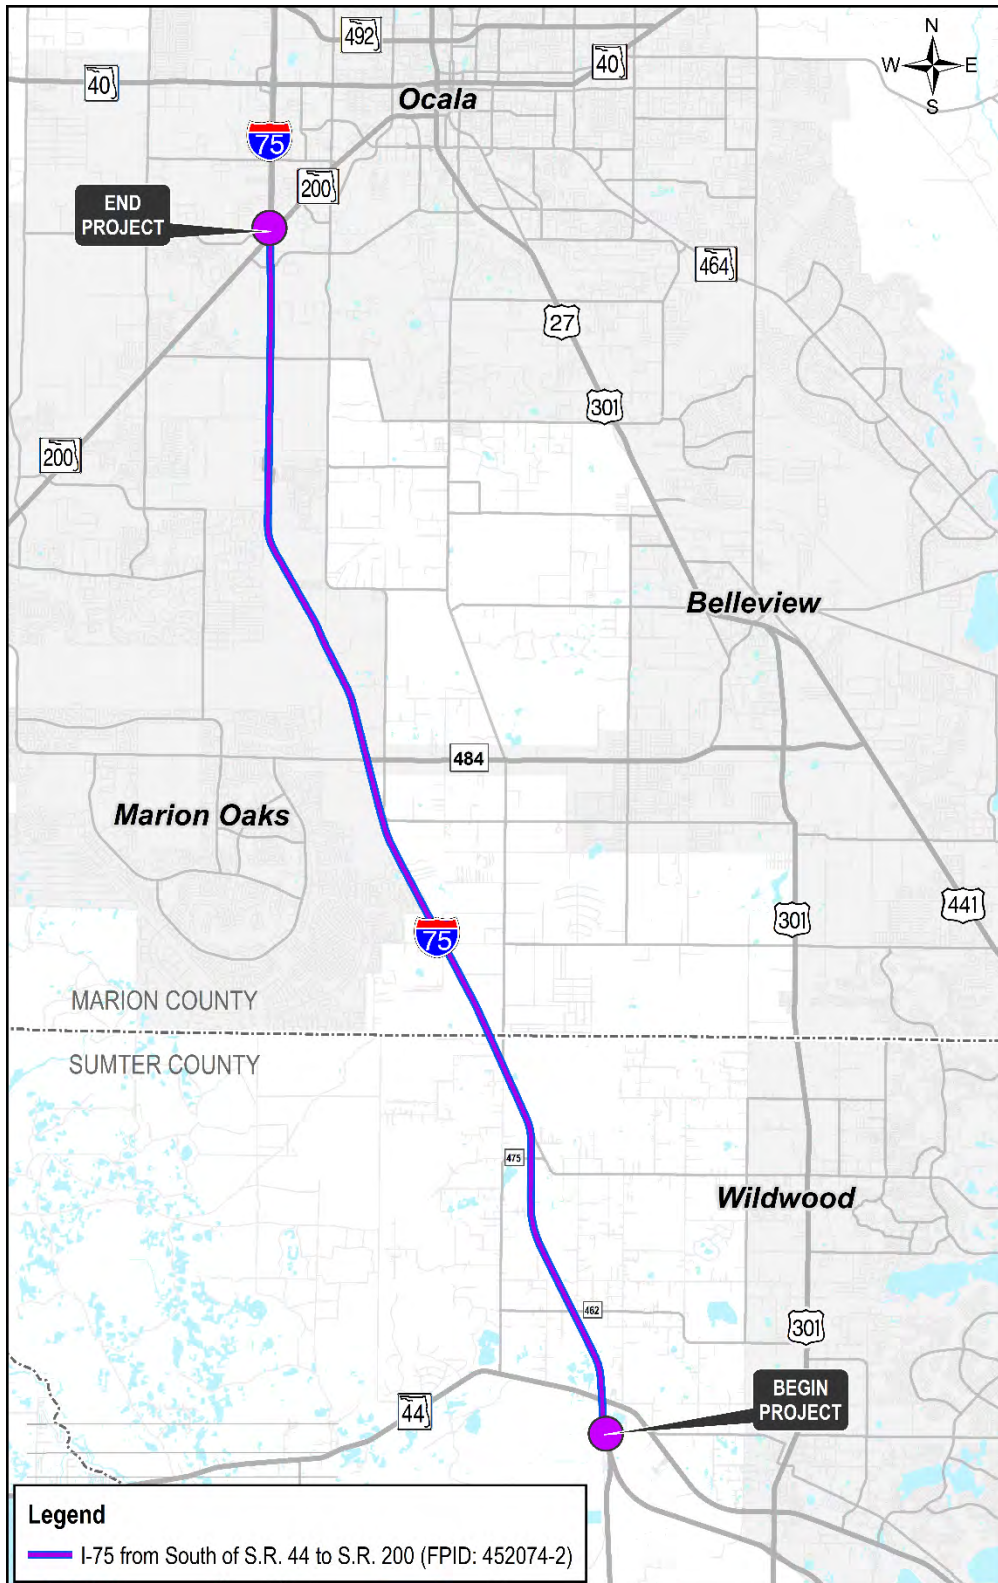 492
N
W E
S
40
40
Ocala
75
200
END
PROJECT
464
27
301
200
Belleview
484
Marion Oaks
301
441
75
MARION COUNTY
SUMTER COUNTY
475
Wildwood
462
301
BEGIN
PROJECT
44
Legend
I-75 from South of S.R. 44 to S.R. 200 (FPID: 452074-2)